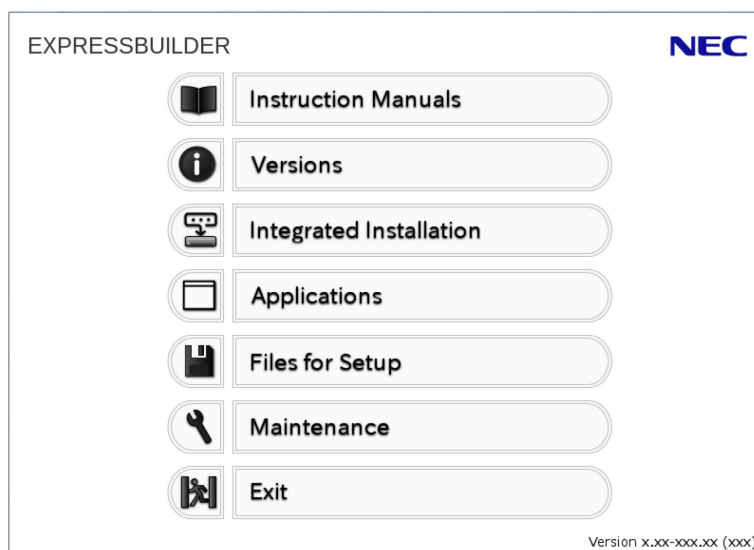 EXPRESSBUILDER
NEC
Instruction Manuals
Versions
Integrated Installation
Applications
Files for Setup
Maintenance
Exit
Version x.xx-xxx.xx (xxx)